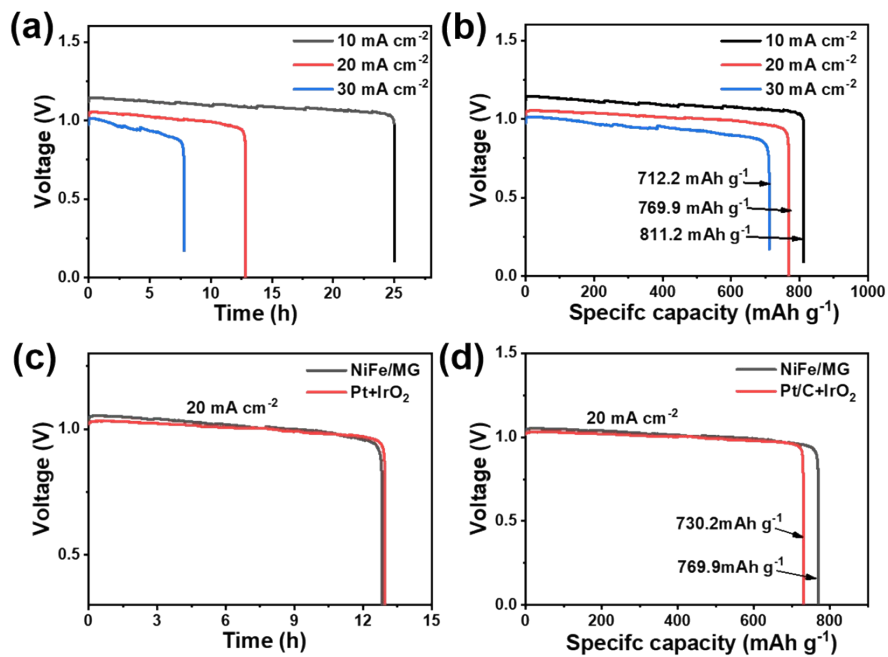 (a)
1.5
1.0
0.5
0.0
Voltage (V)
10 mA cm⁻²
20 mA cm⁻²
30 mA cm⁻²
0 5 10 15 20 25
Time (h)
(b)
1.5
1.0
0.5
0.0
Voltage (V)
10 mA cm⁻²
20 mA cm⁻²
30 mA cm⁻²
712.2 mAh g⁻¹
769.9 mAh g⁻¹
811.2 mAh g⁻¹
0 200 400 600 800 1000
Specifc capacity (mAh g⁻¹)
(c)
1.5
1.0
0.5
Voltage (V)
NiFe/MG
Pt+IrO₂
20 mA cm⁻²
0 3 6 9 12 15
Time (h)
(d)
1.5
1.0
0.5
0.0
Voltage (V)
NiFe/MG
Pt/C+IrO₂
20 mA cm⁻²
730.2mAh g⁻¹
769.9mAh g⁻¹
0 200 400 600 800
Specifc capacity (mAh g⁻¹)